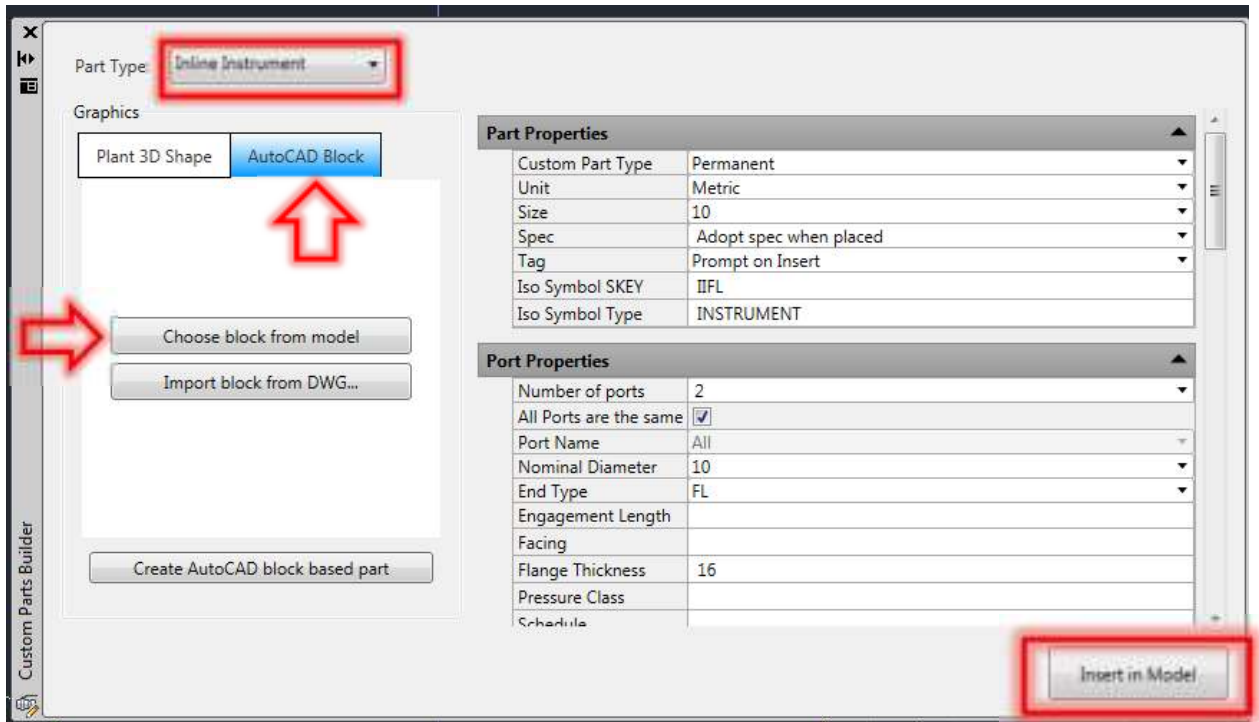 Part Type:
Inline Instrument
Graphics
Plant 3D Shape
AutoCAD Block
Choose block from model
Import block from DWG...
Create AutoCAD block based part
Part Properties
Custom Part Type Permanent
Unit Metric
Size 10
Spec Adopt spec when placed
Tag Prompt on Insert
Iso Symbol SKEY IIFL
Iso Symbol Type INSTRUMENT
Port Properties
Number of ports 2
All Ports are the same
Port Name All
Nominal Diameter 10
End Type FL
Engagement Length
Facing
Flange Thickness 16
Pressure Class
Schedule
Insert in Model
Custom Parts Builder